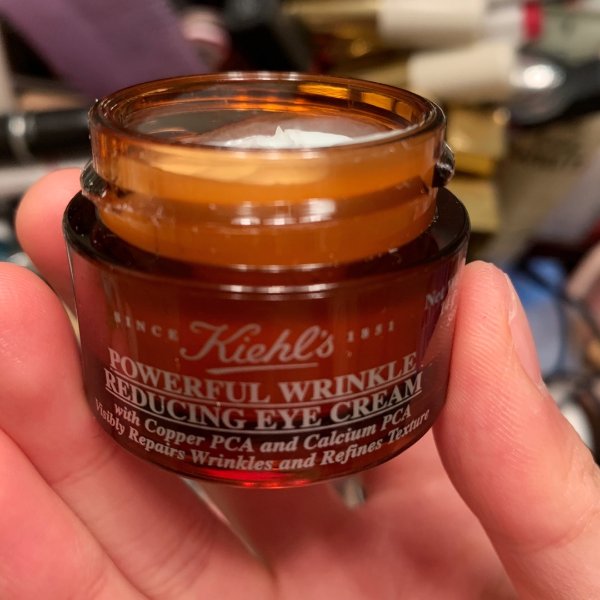 SINCE Kiehl's 1851
POWERFUL WRINKLE
REDUCING EYE CREAM
with Copper PCA and Calcium PCA
Visibly Repairs Wrinkles and Refines Texture
Net